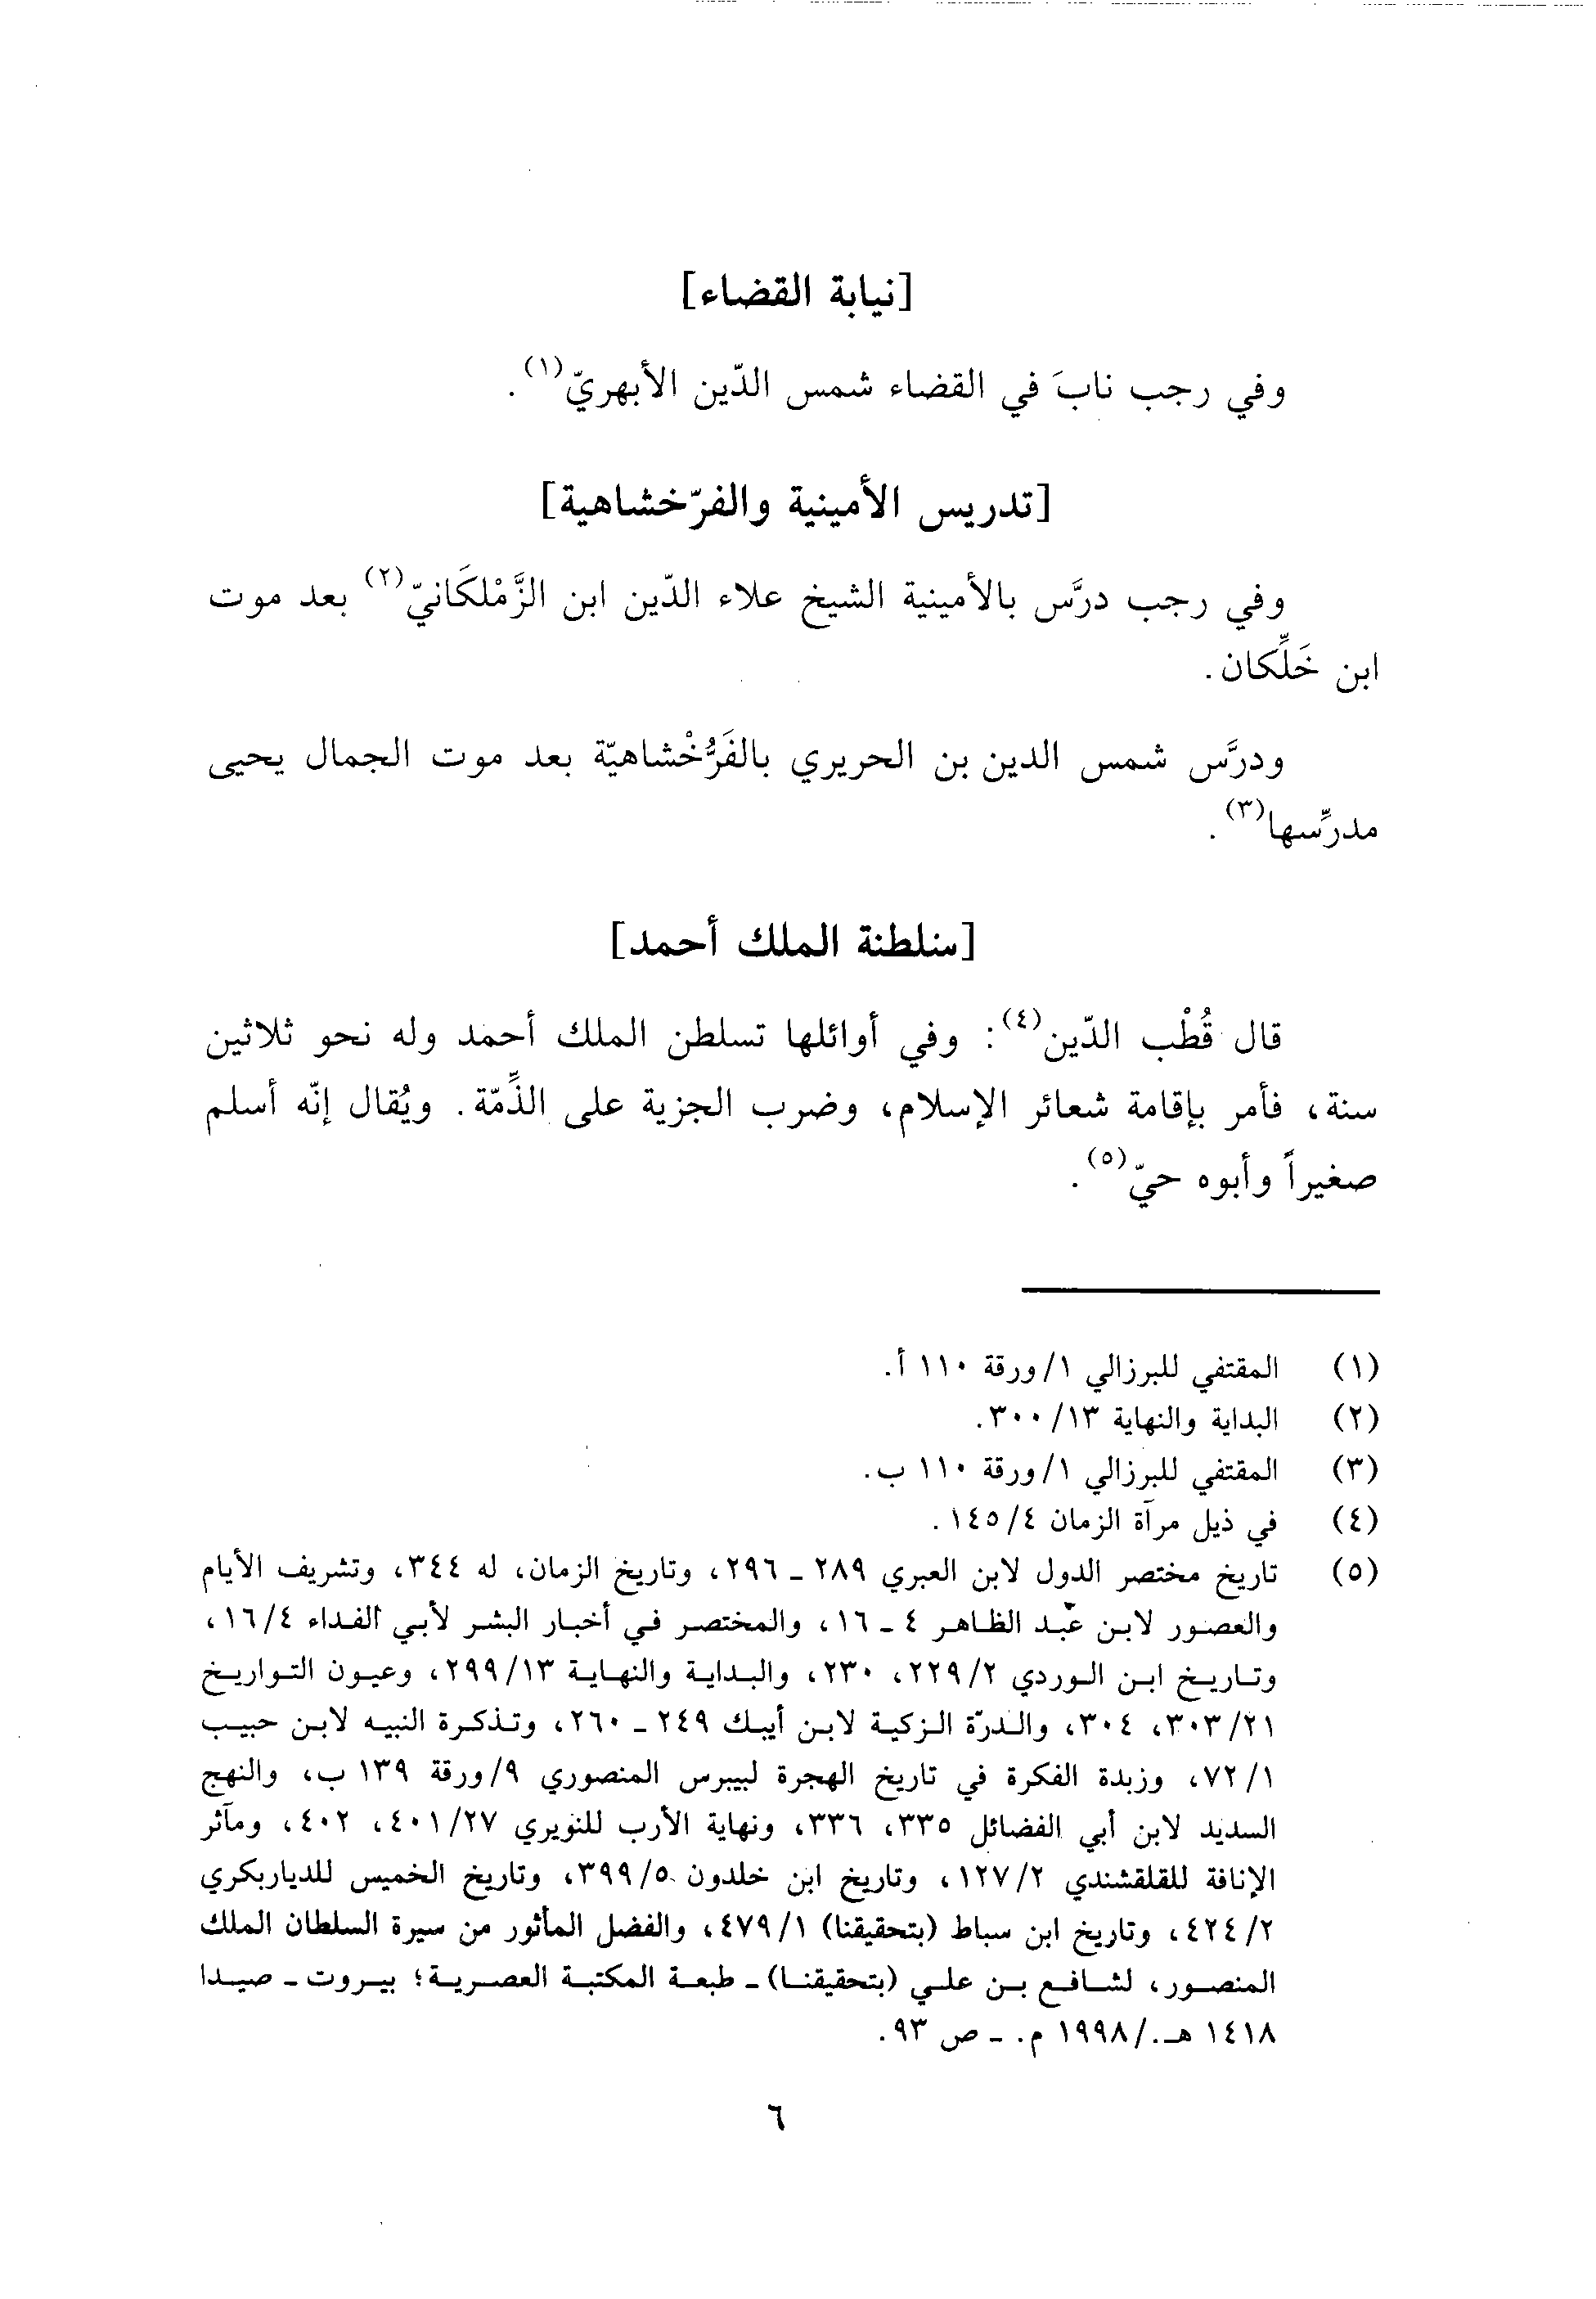 [نيابة القضاء]
وفي رجب نابَ في القضاء شمس الدّين الأبهريّ(١).
[تدريس الأمينية والفرّخشاهية]
وفي رجب درَّس بالأمينية الشيخ علاء الدّين ابن الزَّمْلكَانيّ(٢) بعد موت
ابن خَلِّكان.
ودرَّس شمس الدين بن الحريري بالفَرُّخْشاهيّة بعد موت الجمال يحيى
مدرِّسها(٣).
[سلطنة الملك أحمد]
قال قُطْب الدّين(٤): وفي أوائلها تسلطن الملك أحمد وله نحو ثلاثين
سنة، فأمر بإقامة شعائر الإسلام، وضرب الجزية على الذِّمّة. ويُقال إنّه أسلم
صغيراً وأبوه حيّ(٥).
(١) المقتفي للبرزالي ١/ورقة ١١٠ أ.
(٢) البداية والنهاية ٣٠٠/١٣.
(٣) المقتفي للبرزالي ١/ورقة ١١٠ ب.
(٤) في ذيل مرآة الزمان ١٤٥/٤.
(٥) تاريخ مختصر الدول لابن العبري ٢٨٩ ـ ٢٩٦، وتاريخ الزمان، له ٣٤٤، وتشريف الأيام
والعصور لابن عبد الظاهر ٤ ـ ١٦، والمختصر في أخبار البشر لأبي الفداء ١٦/٤،
وتاريخ ابن الوردي ٢٢٩/٢، ٢٣٠، والبداية والنهاية ٢٩٩/١٣، وعيون التواريخ
٣٠٣/٢١، ٣٠٤، والدرّة الزكية لابن أيبك ٢٤٩ ـ ٢٦٠، وتذكرة النبيه لابن حبيب
٧٢/١، وزبدة الفكرة في تاريخ الهجرة لبيبرس المنصوري ٩/ورقة ١٣٩ ب، والنهج
السديد لابن أبي الفضائل ٣٣٥، ٣٣٦، ونهاية الأرب للنويري ٤٠١/٢٧، ٤٠٢، ومآثر
الإنافة للقلقشندي ١٢٧/٢، وتاريخ ابن خلدون ٣٩٩/٥، وتاريخ الخميس للدياربكري
٤٢٤/٢، وتاريخ ابن سباط (بتحقيقنا) ٤٧٩/١، والفضل المأثور من سيرة السلطان الملك
المنصور، لشافع بن علي (بتحقيقنا) ـ طبعة المكتبة العصرية؛ بيروت ـ صيدا
١٤١٨ هـ./١٩٩٨ م. ـ ص ٩٣.
٦